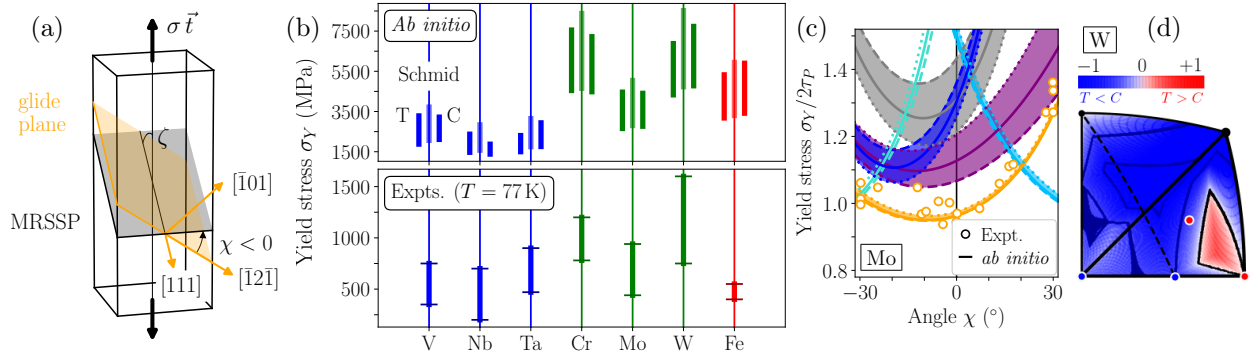 (a)
σ t⃗
glide
plane
ζ
[1̄01]
MRSSP
χ < 0
[111]
[1̄21̄]
(b)
Yield stress σY (MPa)
7500
5500
3500
1500
Ab initio
Schmid
T C
1500
1000
500
Expts. (T = 77 K)
V Nb Ta Cr Mo W Fe
(c)
Yield stress σY/2τP
1.4
1.2
1.0
0.8
Mo
Expt.
ab initio
−30 0 30
Angle χ (°)
(d)
W
−1 0 +1
T < C T > C